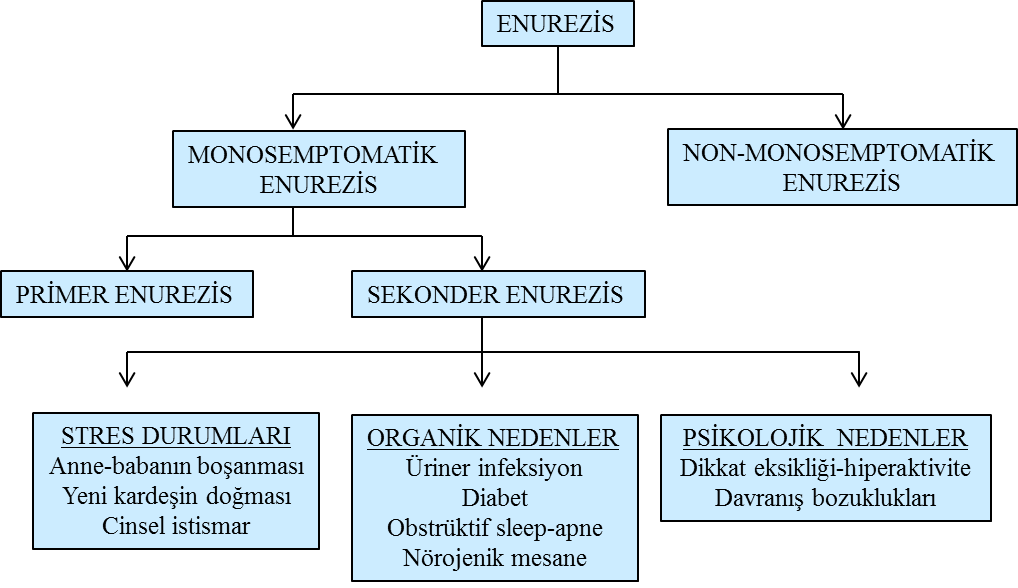 ENUREZİS
MONOSEMPTOMATİK
ENUREZİS
NON-MONOSEMPTOMATİK
ENUREZİS
PRİMER ENUREZİS
SEKONDER ENUREZİS
STRES DURUMLARI
Anne-babanın boşanması
Yeni kardeşin doğması
Cinsel istismar
ORGANİK NEDENLER
Üriner infeksiyon
Diabet
Obstrüktif sleep-apne
Nörojenik mesane
PSİKOLOJİK NEDENLER
Dikkat eksikliği-hiperaktivite
Davranış bozuklukları